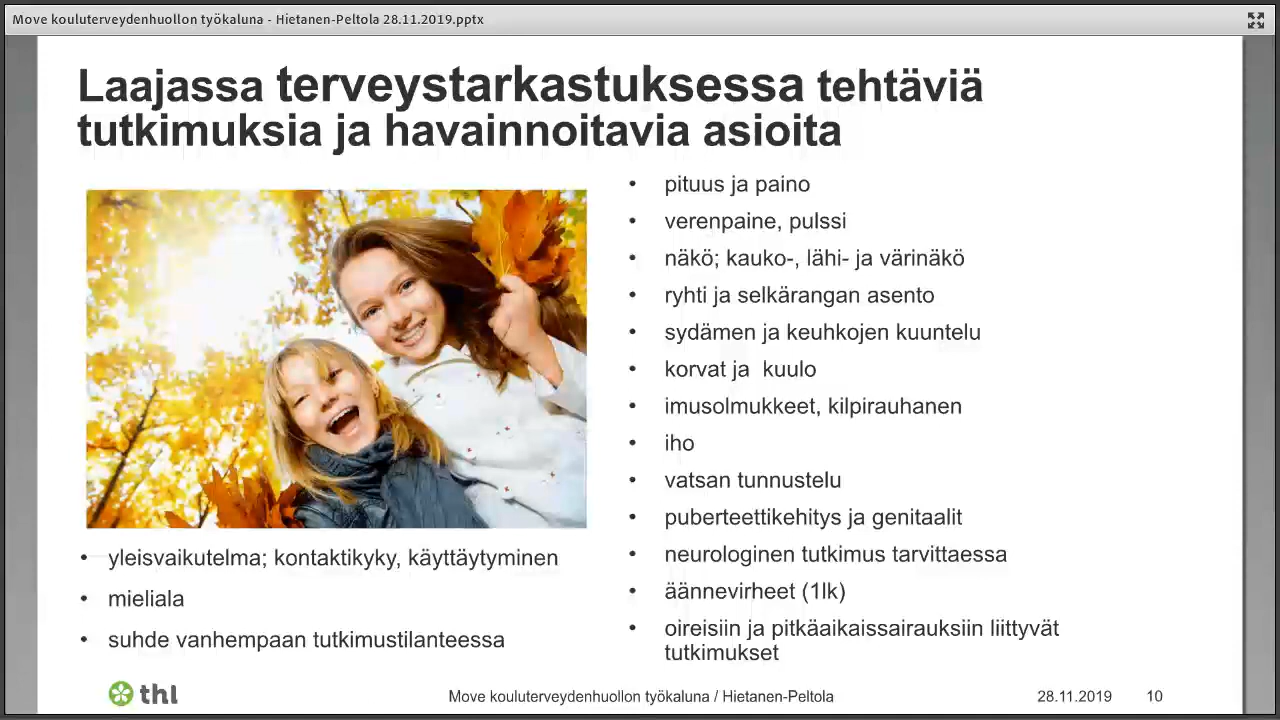 Move kouluterveydenhuollon työkaluna - Hietanen-Peltola 28.11.2019.pptx
Laajassa terveystarkastuksessa tehtäviä
tutkimuksia ja havainnoitavia asioita
• yleisvaikutelma; kontaktikyky, käyttäytyminen
• mieliala
• suhde vanhempaan tutkimustilanteessa
• pituus ja paino
• verenpaine, pulssi
• näkö; kauko-, lähi- ja värinäkö
• ryhti ja selkärangan asento
• sydämen ja keuhkojen kuuntelu
• korvat ja  kuulo
• imusolmukkeet, kilpirauhanen
• iho
• vatsan tunnustelu
• puberteettikehitys ja genitaalit
• neurologinen tutkimus tarvittaessa
• äännevirheet (1lk)
• oireisiin ja pitkäaikaissairauksiin liittyvät
tutkimukset
thl
Move kouluterveydenhuollon työkaluna / Hietanen-Peltola
28.11.2019
10